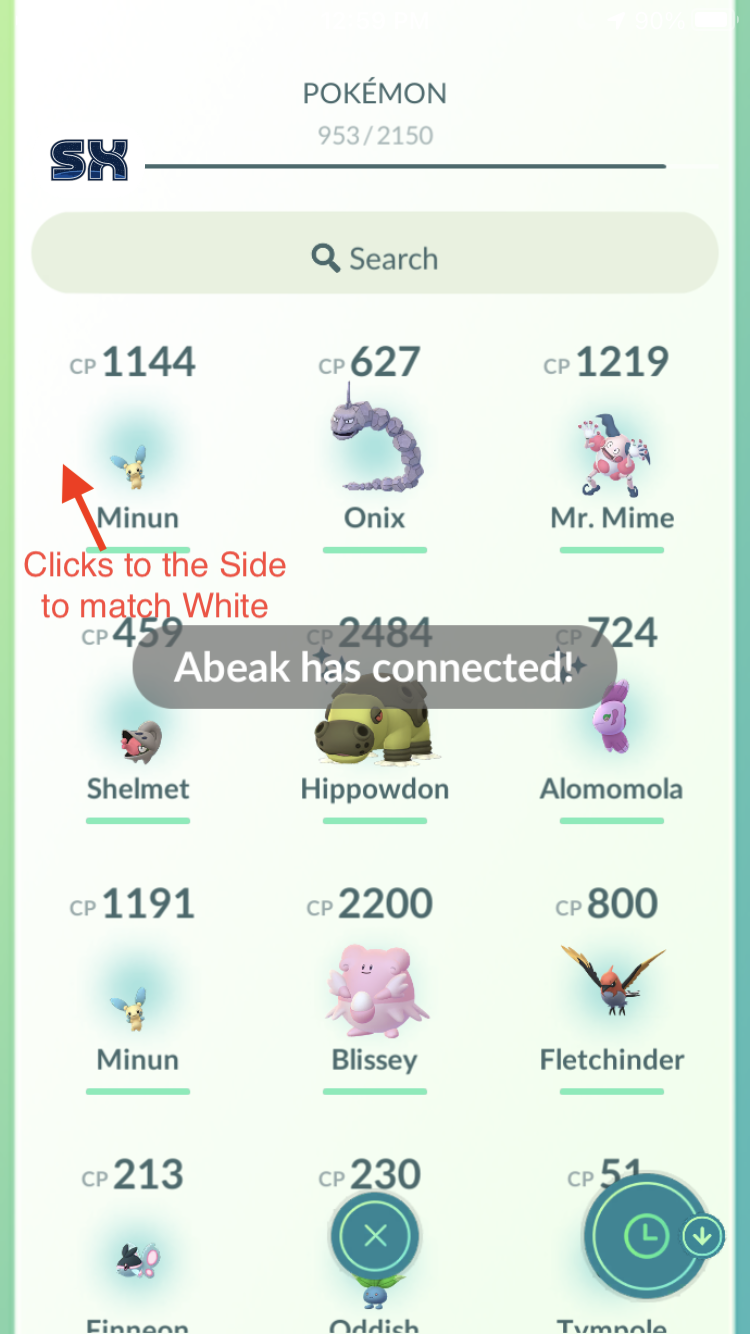 POKÉMON
953/2150
SX
Search
CP 1144
CP 627
CP 1219
Minun
Onix
Mr. Mime
Clicks to the Side
to match White
CP 459
CP 2484
CP 724
Abeak has connected!
Shelmet
Hippowdon
Alomomola
CP 1191
CP 2200
CP 800
Minun
Blissey
Fletchinder
CP 213
CP 230
CP 51
Finneon
Oddish
Tympole